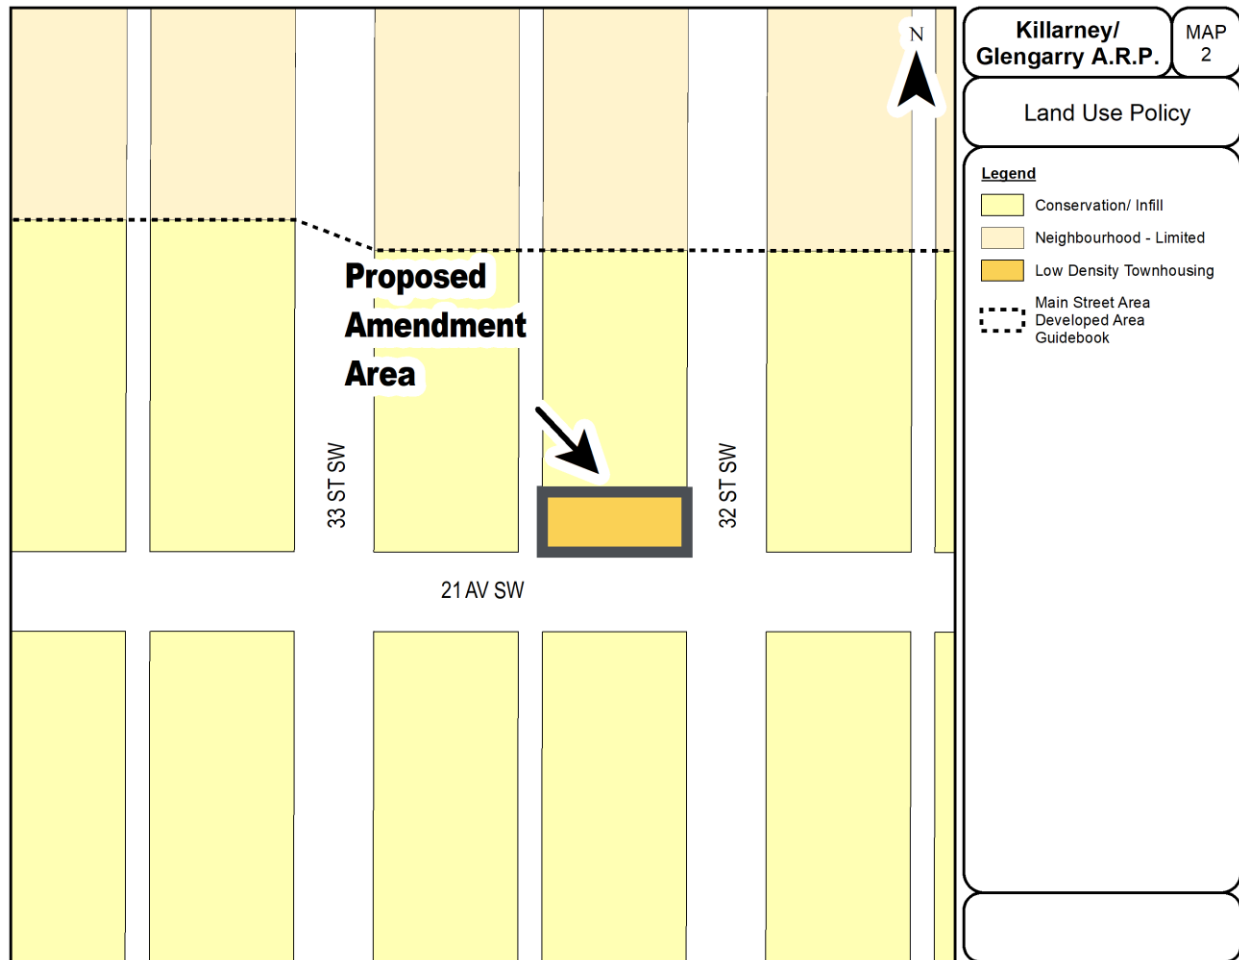 Killarney/
Glengarry A.R.P.
MAP
2
Land Use Policy
Legend
Conservation/ Infill
Neighbourhood - Limited
Low Density Townhousing
Main Street Area
Developed Area
Guidebook
N
Proposed
Amendment
Area
33 ST SW
32 ST SW
21 AV SW